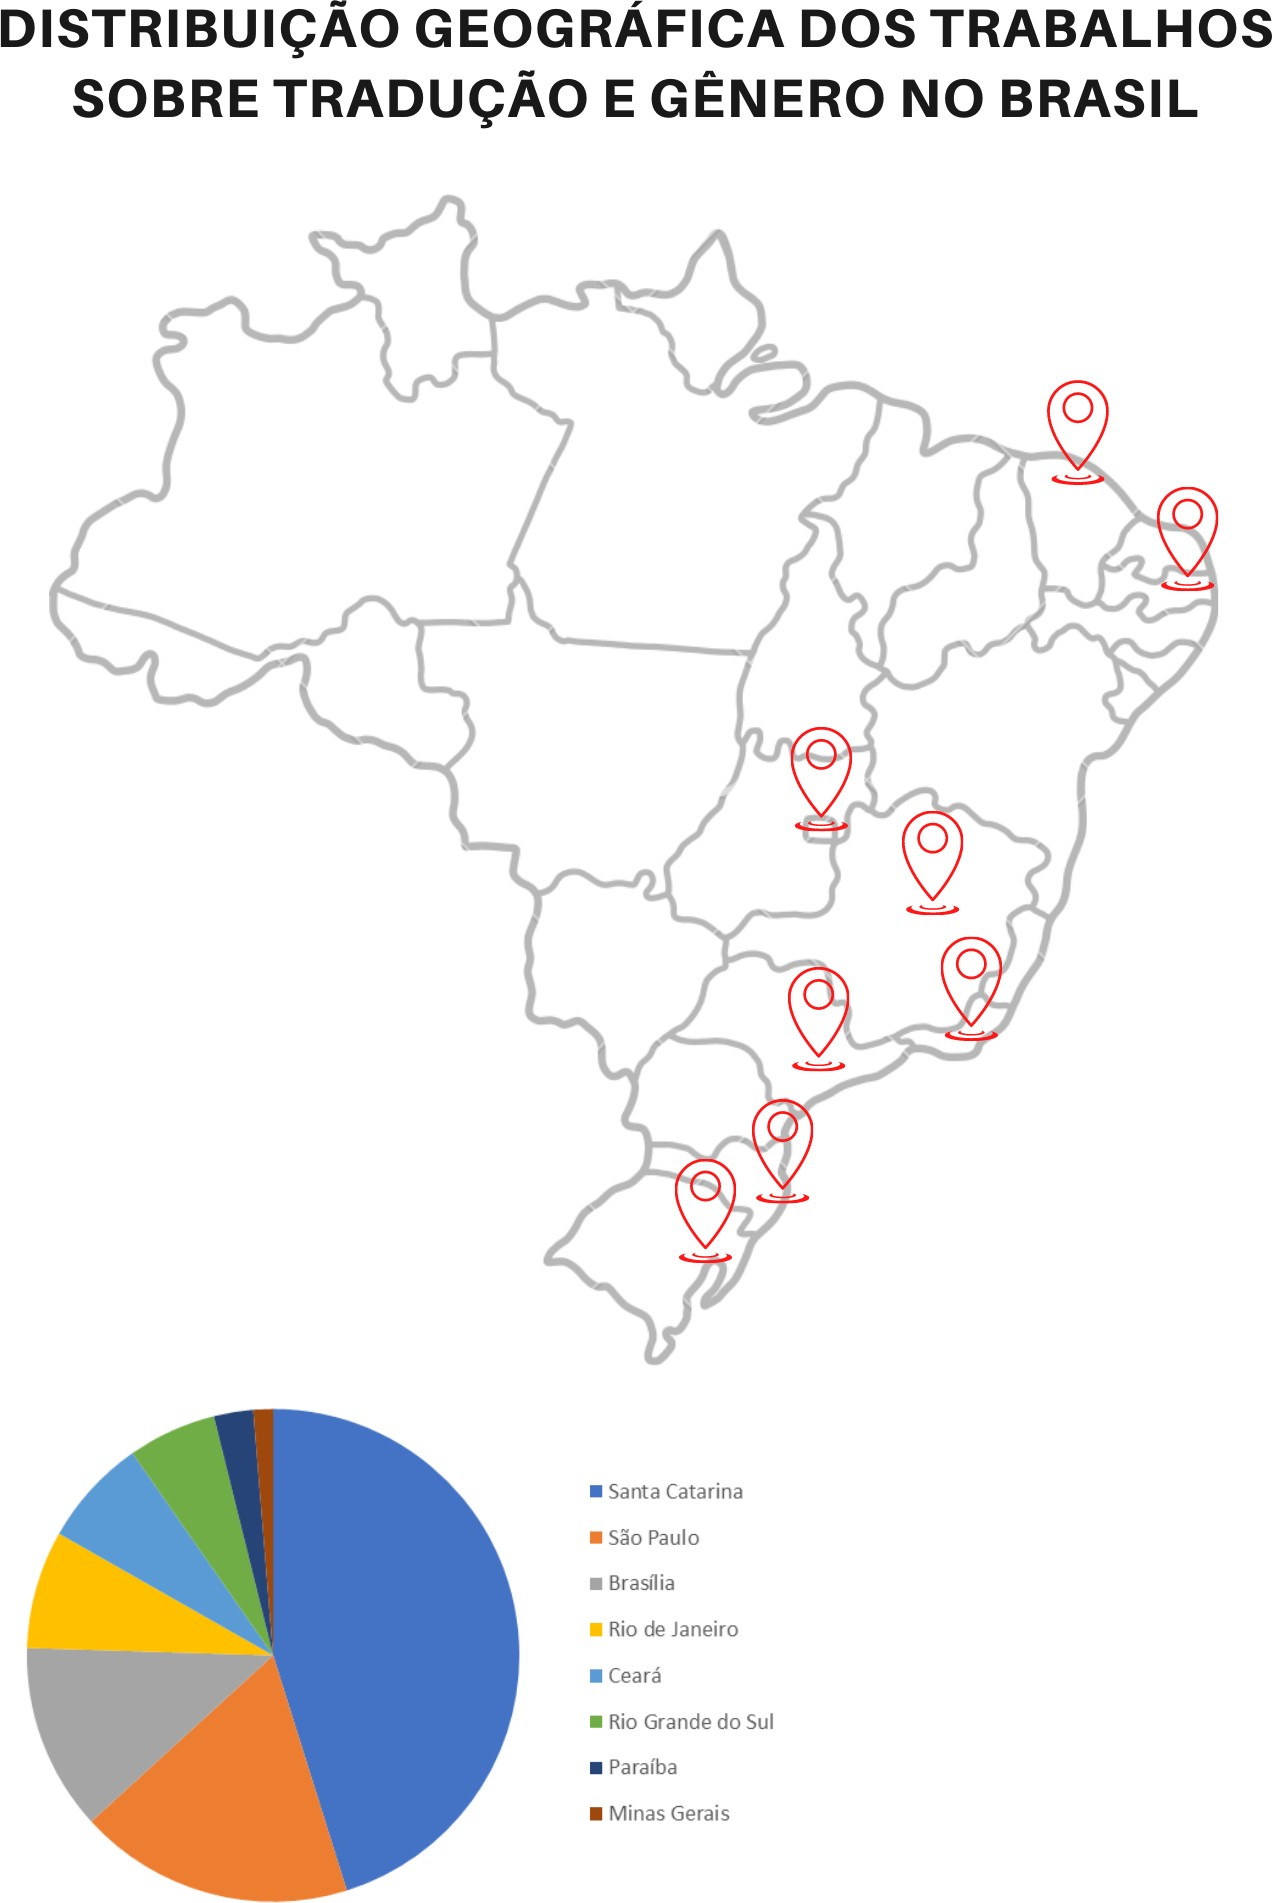 DISTRIBUIÇÃO GEOGRÁFICA DOS TRABALHOS
SOBRE TRADUÇÃO E GÊNERO NO BRASIL
Santa Catarina
São Paulo
Brasília
Rio de Janeiro
Ceará
Rio Grande do Sul
Paraíba
Minas Gerais